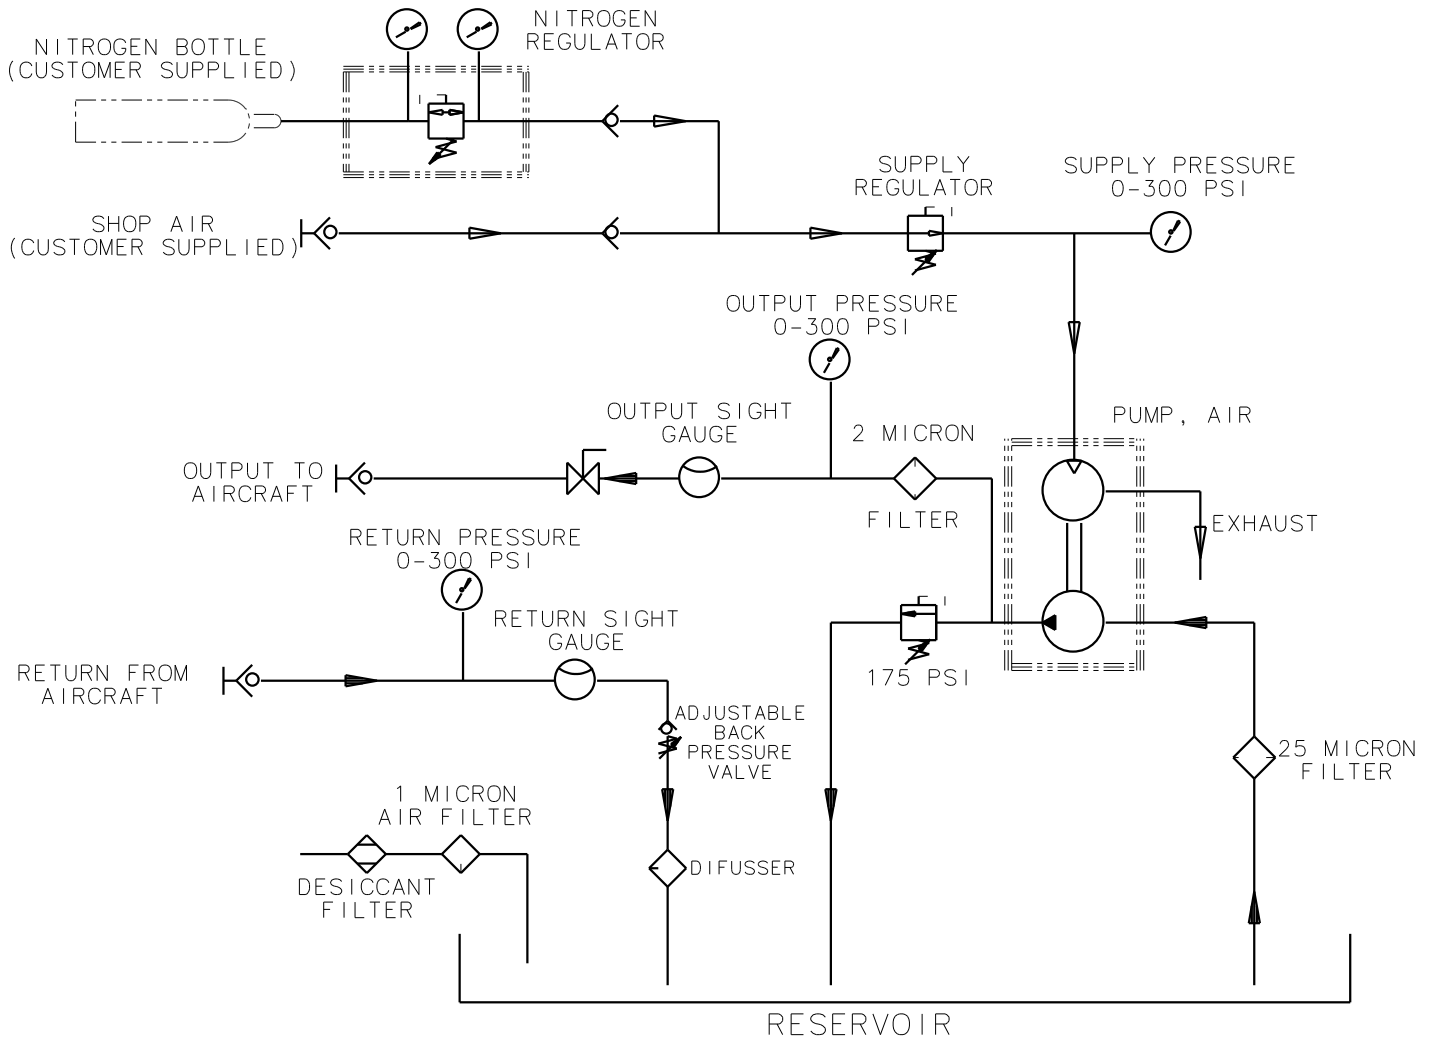 NITROGEN BOTTLE
(CUSTOMER SUPPLIED)
NITROGEN
REGULATOR
SHOP AIR
(CUSTOMER SUPPLIED)
SUPPLY
REGULATOR
SUPPLY PRESSURE
0-300 PSI
OUTPUT PRESSURE
0-300 PSI
OUTPUT SIGHT
GAUGE
2 MICRON
FILTER
PUMP, AIR
OUTPUT TO
AIRCRAFT
EXHAUST
RETURN PRESSURE
0-300 PSI
RETURN SIGHT
GAUGE
175 PSI
RETURN FROM
AIRCRAFT
ADJUSTABLE
BACK
PRESSURE
VALVE
25 MICRON
FILTER
1 MICRON
AIR FILTER
DESICCANT
FILTER
DIFUSSER
RESERVOIR